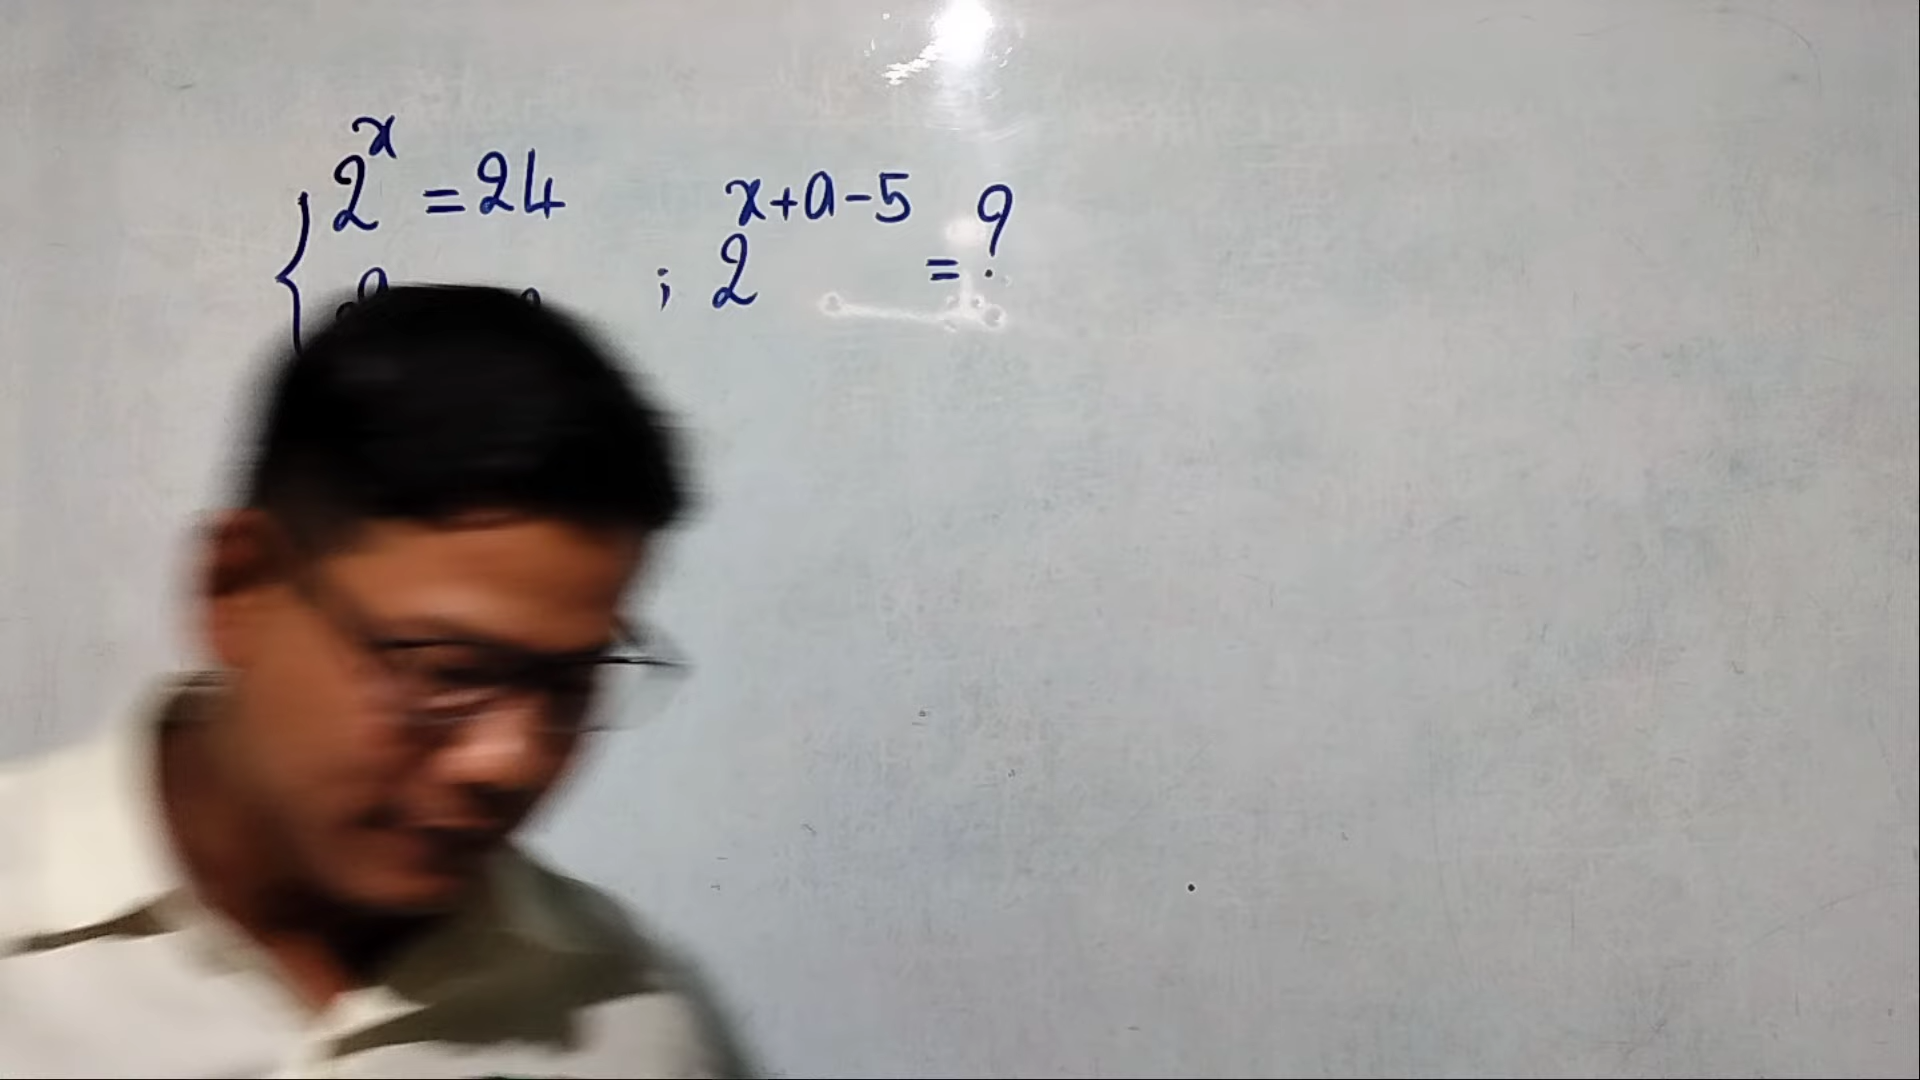 2^x = 24
; 2^{x+a-5} = ?